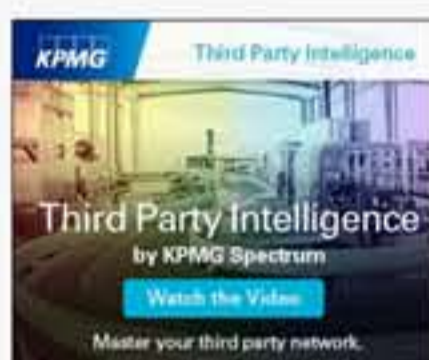 KPMG
Third Party Intelligence
Third Party Intelligence
by KPMG Spectrum
Watch the Video
Master your third party network.